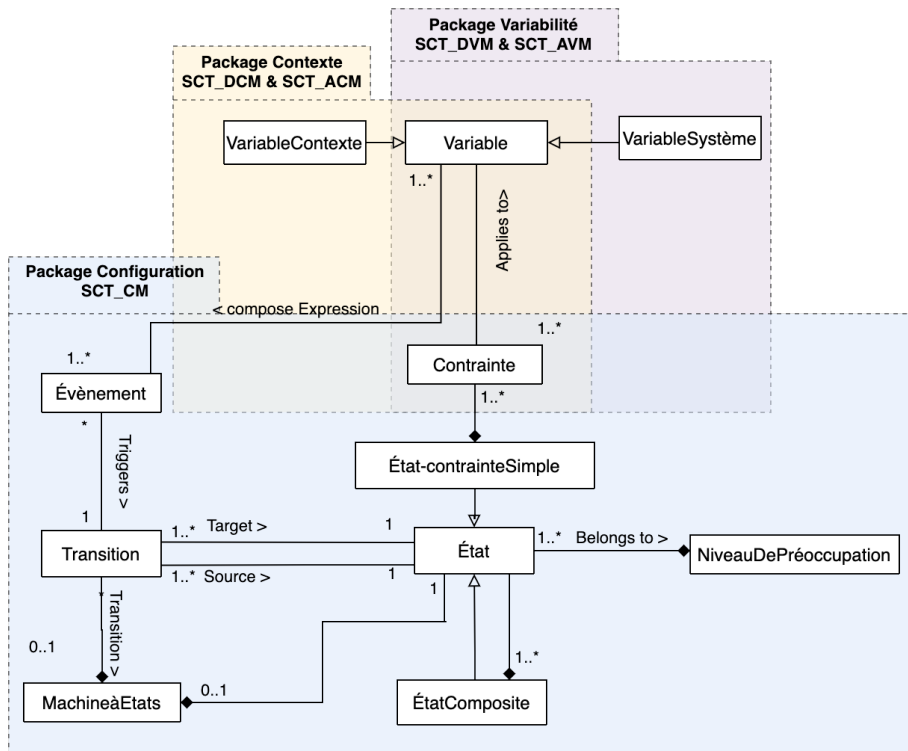 Package Variabilité
SCT_DVM & SCT_AVM
Package Contexte
SCT_DCM & SCT_ACM
VariableContexte
Variable
VariableSystème
1..*
Applies to>
Package Configuration
SCT_CM
< compose Expression
1..*
1..*
Contrainte
Évènement
1..*
*
Triggers >
État-contrainteSimple
1
1..*
Target >
1
Transition
État
1..*
Belongs to >
NiveauDePréoccupation
1..*
Source >
1
1
*
Transition >
0..1
1..*
0..1
MachineàEtats
ÉtatComposite